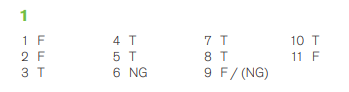 1
1 F 4 T 7 T 10 T
2 F 5 T 8 T 11 F
3 T 6 NG 9 F / (NG)